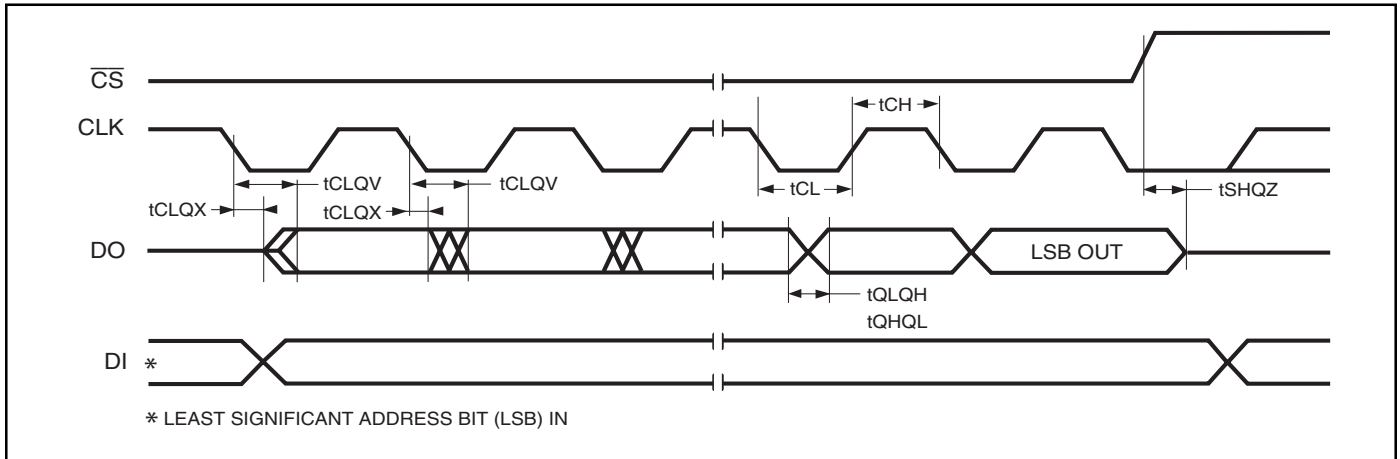 CS
CLK
tCH
tCLQV
tCLQV
tCL
tSHQZ
tCLQX
tCLQX
DO
LSB OUT
tQLQH
tQHQL
DI
*
* LEAST SIGNIFICANT ADDRESS BIT (LSB) IN